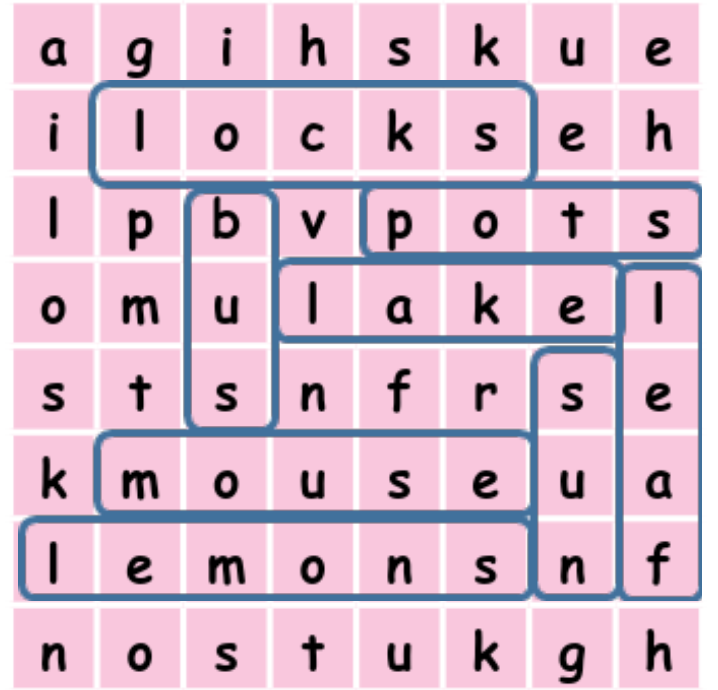 a g i h s k u e
i l o c k s e h
l p b v p o t s
o m u l a k e l
s t s n f r s e
k m o u s e u a
l e m o n s n f
n o s t u k g h